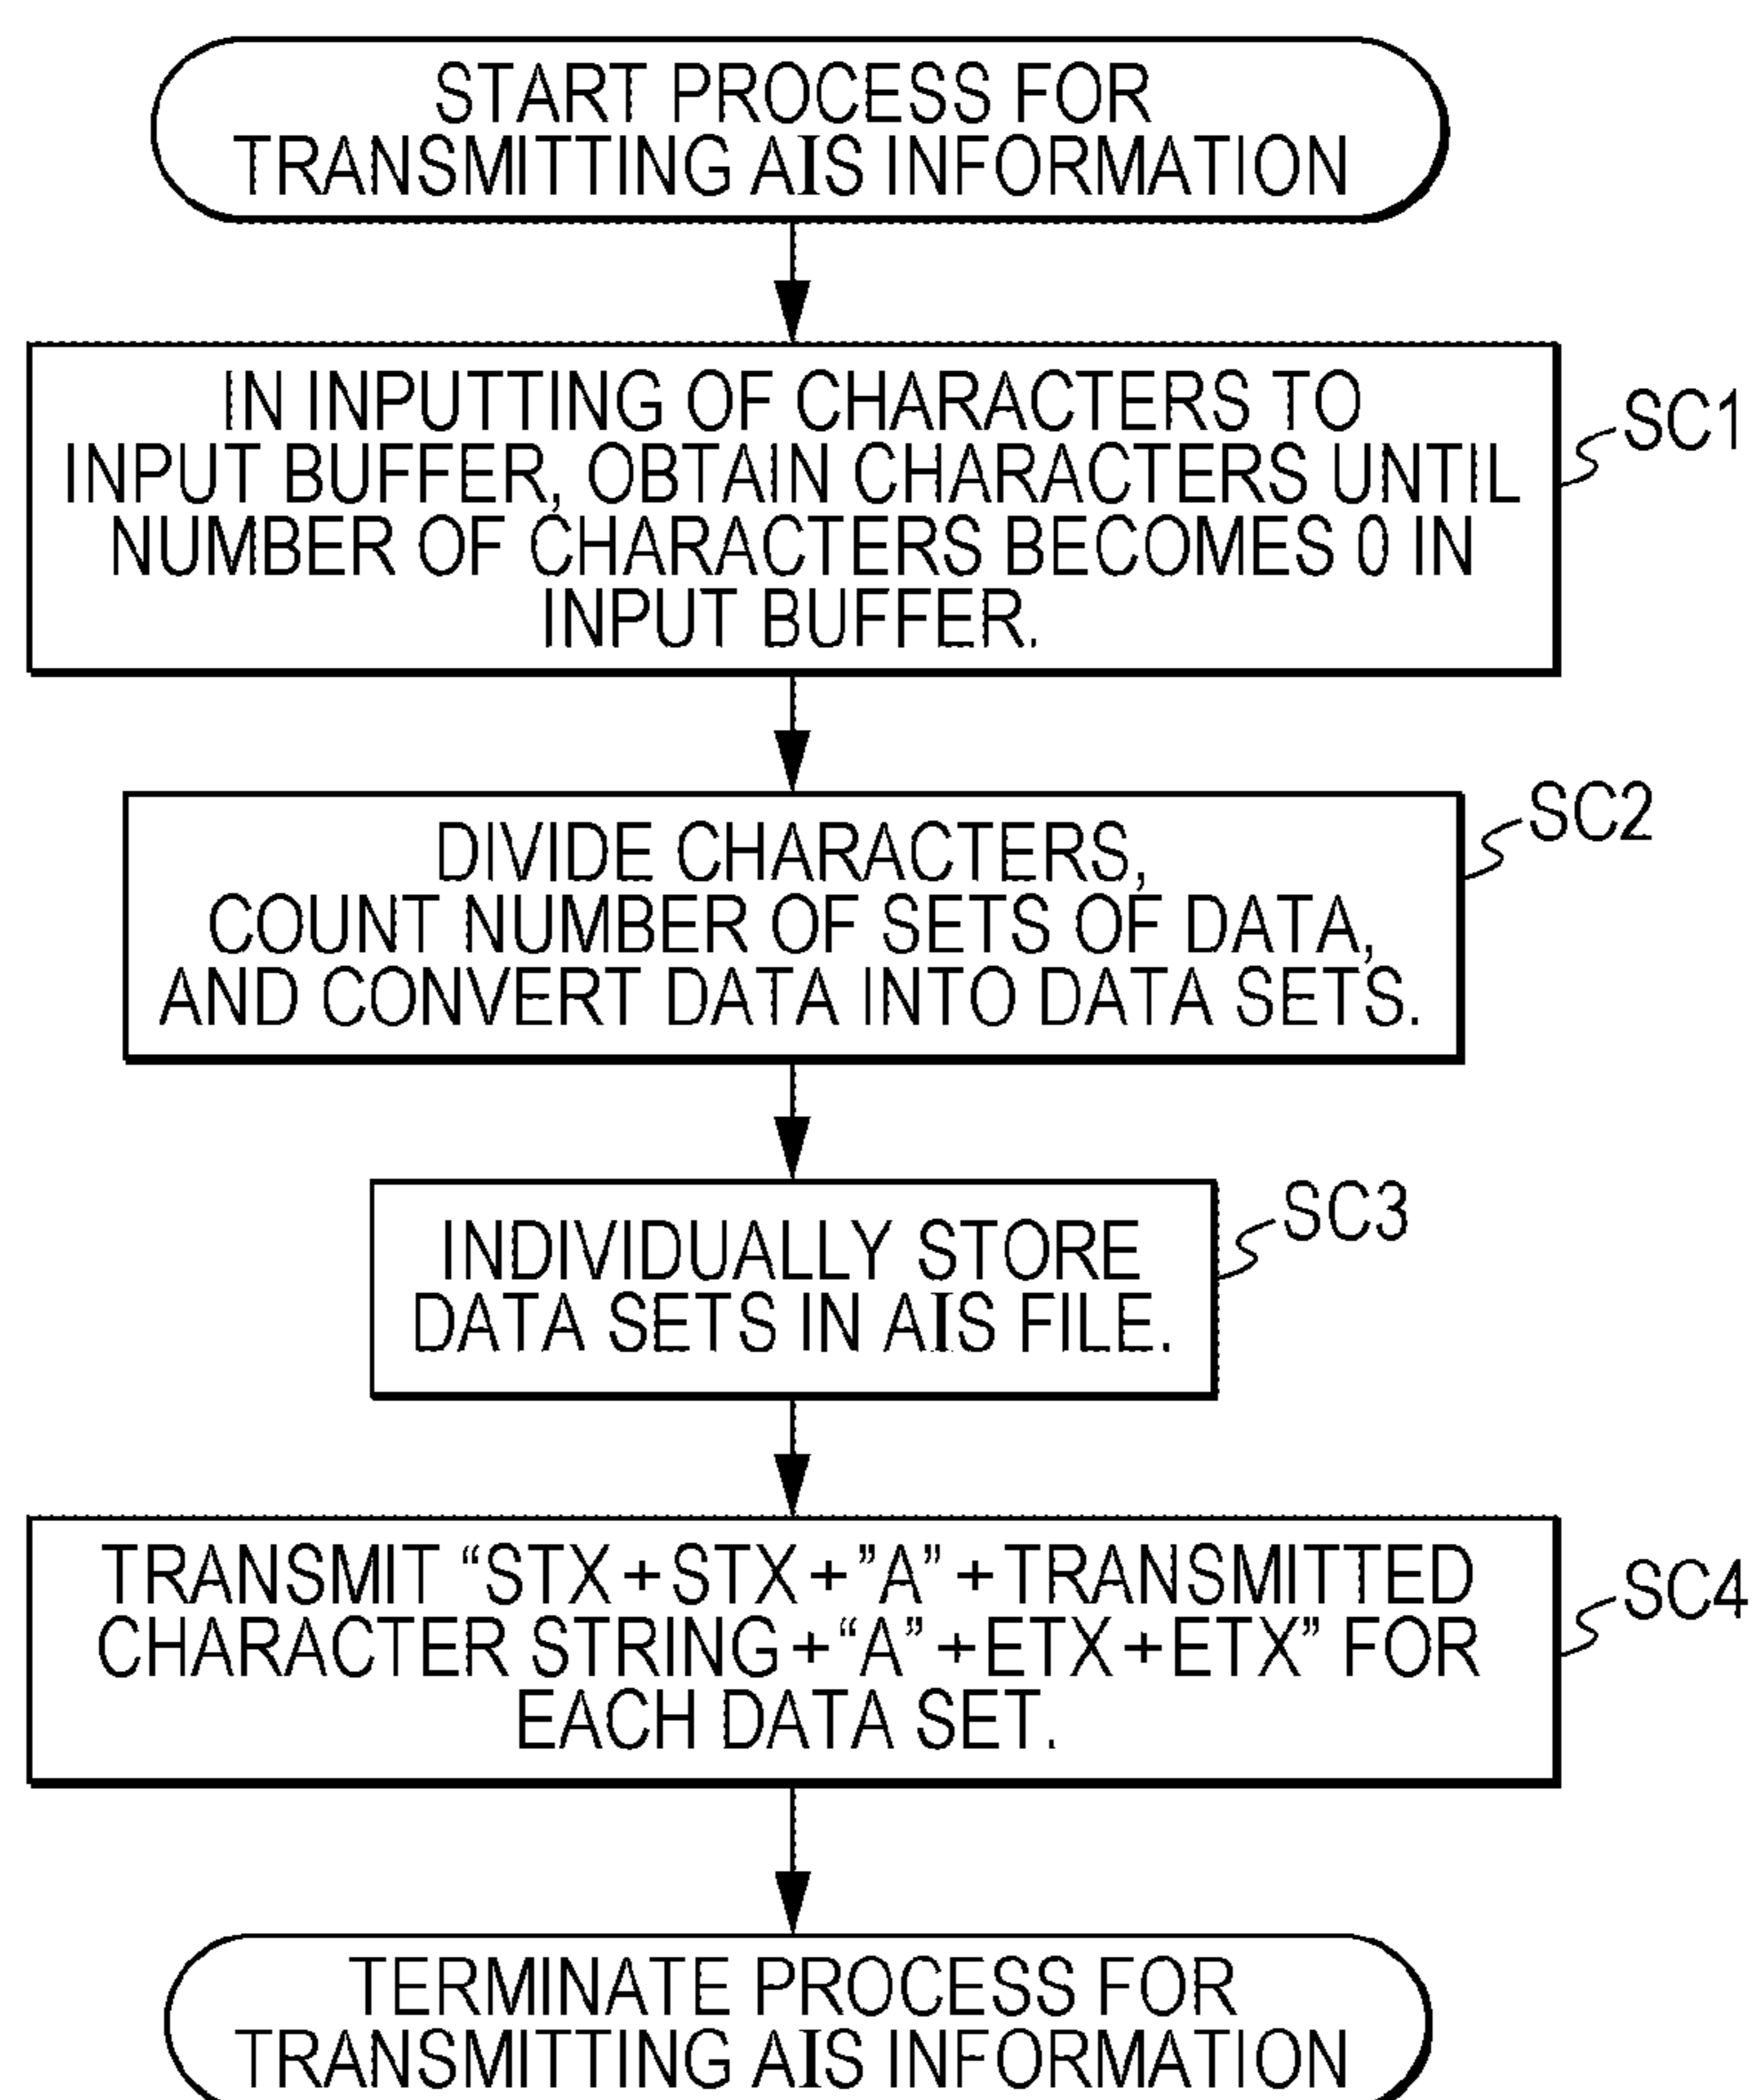 START PROCESS FOR
TRANSMITTING AIS INFORMATION
IN INPUTTING OF CHARACTERS TO
INPUT BUFFER, OBTAIN CHARACTERS UNTIL
NUMBER OF CHARACTERS BECOMES 0 IN
INPUT BUFFER.
SC1
DIVIDE CHARACTERS,
COUNT NUMBER OF SETS OF DATA,
AND CONVERT DATA INTO DATA SETS.
SC2
INDIVIDUALLY STORE
DATA SETS IN AIS FILE.
SC3
TRANSMIT “STX+STX+”A”+TRANSMITTED
CHARACTER STRING+“A”+ETX+ETX” FOR
EACH DATA SET.
SC4
TERMINATE PROCESS FOR
TRANSMITTING AIS INFORMATION